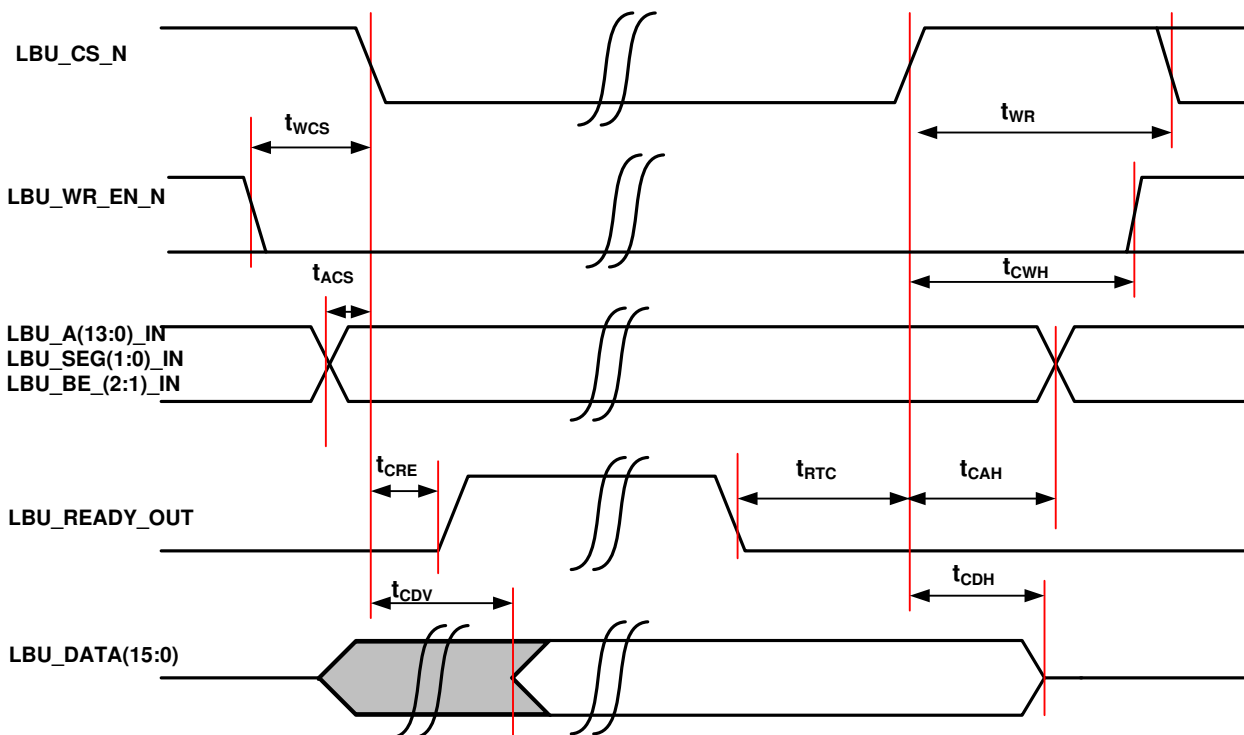 LBU_CS_N
tWCS
tWR
LBU_WR_EN_N
tACS
tCWH
LBU_A(13:0)_IN
LBU_SEG(1:0)_IN
LBU_BE_(2:1)_IN
tCRE
tRTC
tCAH
LBU_READY_OUT
tCDV
tCDH
LBU_DATA(15:0)